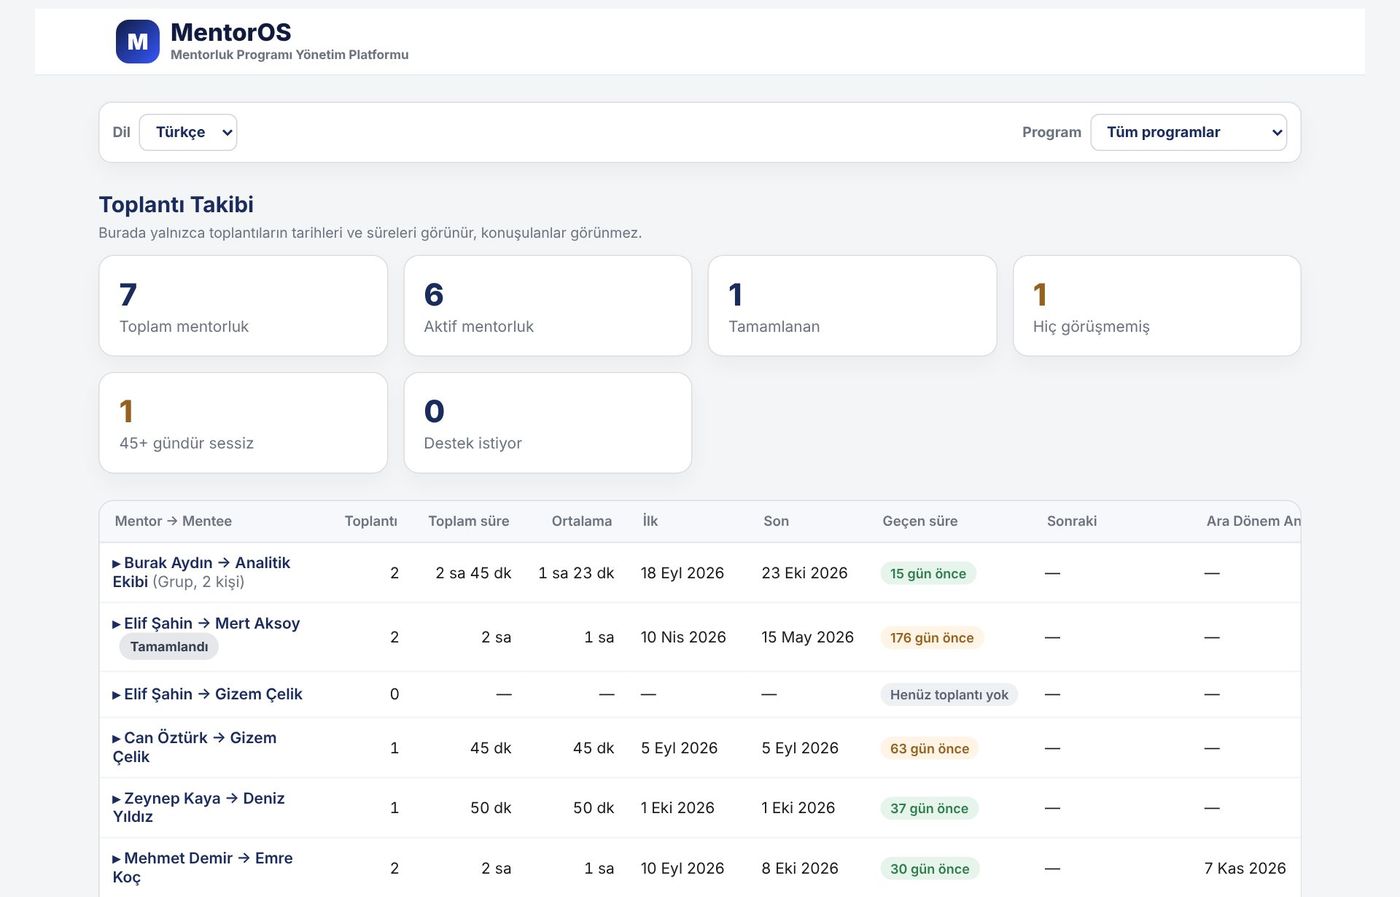 M
MentorOS
Mentorluk Programı Yönetim Platformu
Dil Türkçe Program Tüm programlar
Toplantı Takibi
Burada yalnızca toplantıların tarihleri ve süreleri görünür, konuşulanlar görünmez.
7 6 1 1
Toplam mentorluk Aktif mentorluk Tamamlanan Hiç görüşmemiş
1 0
45+ gündür sessiz Destek istiyor
Mentor → Mentee Toplantı Toplam süre Ortalama İlk Son Geçen süre Sonraki Ara Dönem An
▸ Burak Aydın → Analitik
Ekibi (Grup, 2 kişi) 2 2 sa 45 dk 1 sa 23 dk 18 Eyl 2026 23 Eki 2026 15 gün önce — —
▸ Elif Şahin → Mert Aksoy
Tamamlandı 2 2 sa 1 sa 10 Nis 2026 15 May 2026 176 gün önce — —
▸ Elif Şahin → Gizem Çelik 0 — — — — Henüz toplantı yok — —
▸ Can Öztürk → Gizem
Çelik 1 45 dk 45 dk 5 Eyl 2026 5 Eyl 2026 63 gün önce — —
▸ Zeynep Kaya → Deniz
Yıldız 1 50 dk 50 dk 1 Eki 2026 1 Eki 2026 37 gün önce — —
▸ Mehmet Demir → Emre
Koç 2 2 sa 1 sa 10 Eyl 2026 8 Eki 2026 30 gün önce — 7 Kas 2026